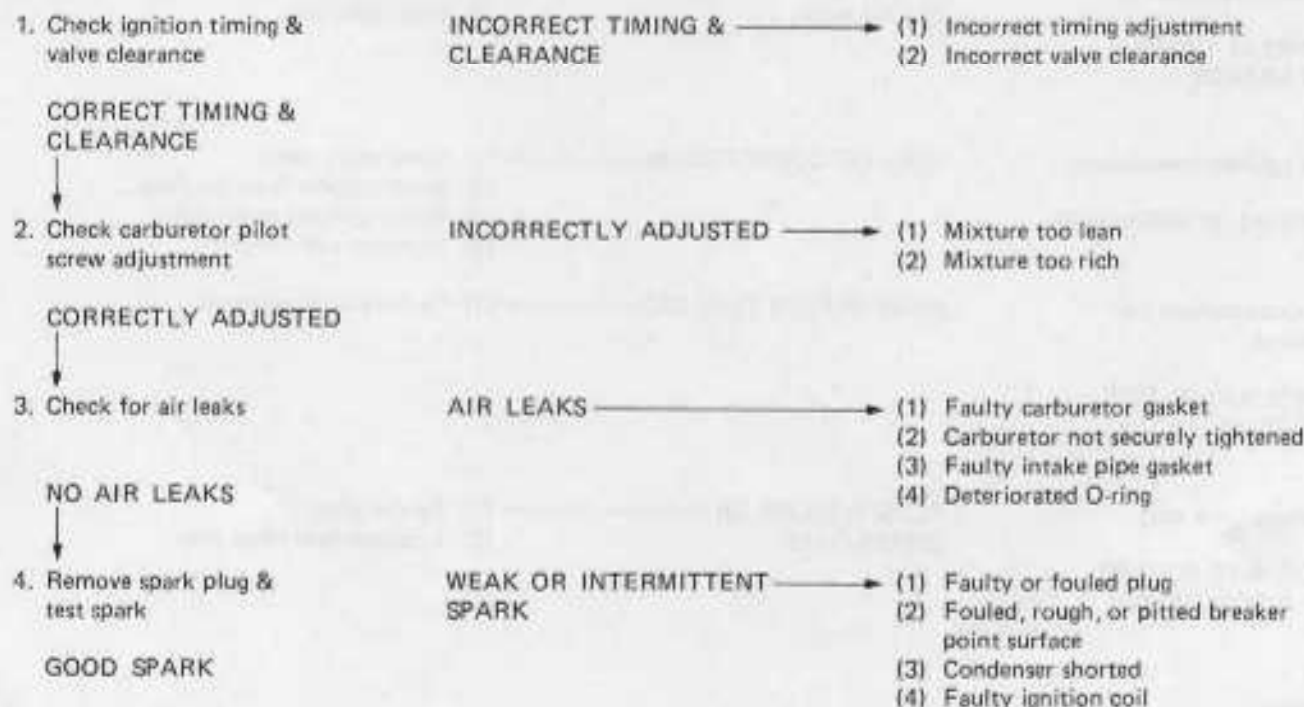 1. Check ignition timing &
valve clearance
INCORRECT TIMING &
CLEARANCE
(1) Incorrect timing adjustment
(2) Incorrect valve clearance
CORRECT TIMING &
CLEARANCE
2. Check carburetor pilot
screw adjustment
INCORRECTLY ADJUSTED
(1) Mixture too lean
(2) Mixture too rich
CORRECTLY ADJUSTED
3. Check for air leaks
AIR LEAKS
(1) Faulty carburetor gasket
(2) Carburetor not securely tightened
(3) Faulty intake pipe gasket
(4) Deteriorated O-ring
NO AIR LEAKS
4. Remove spark plug &
test spark
WEAK OR INTERMITTENT
SPARK
(1) Faulty or fouled plug
(2) Fouled, rough, or pitted breaker
point surface
(3) Condenser shorted
(4) Faulty ignition coil
GOOD SPARK